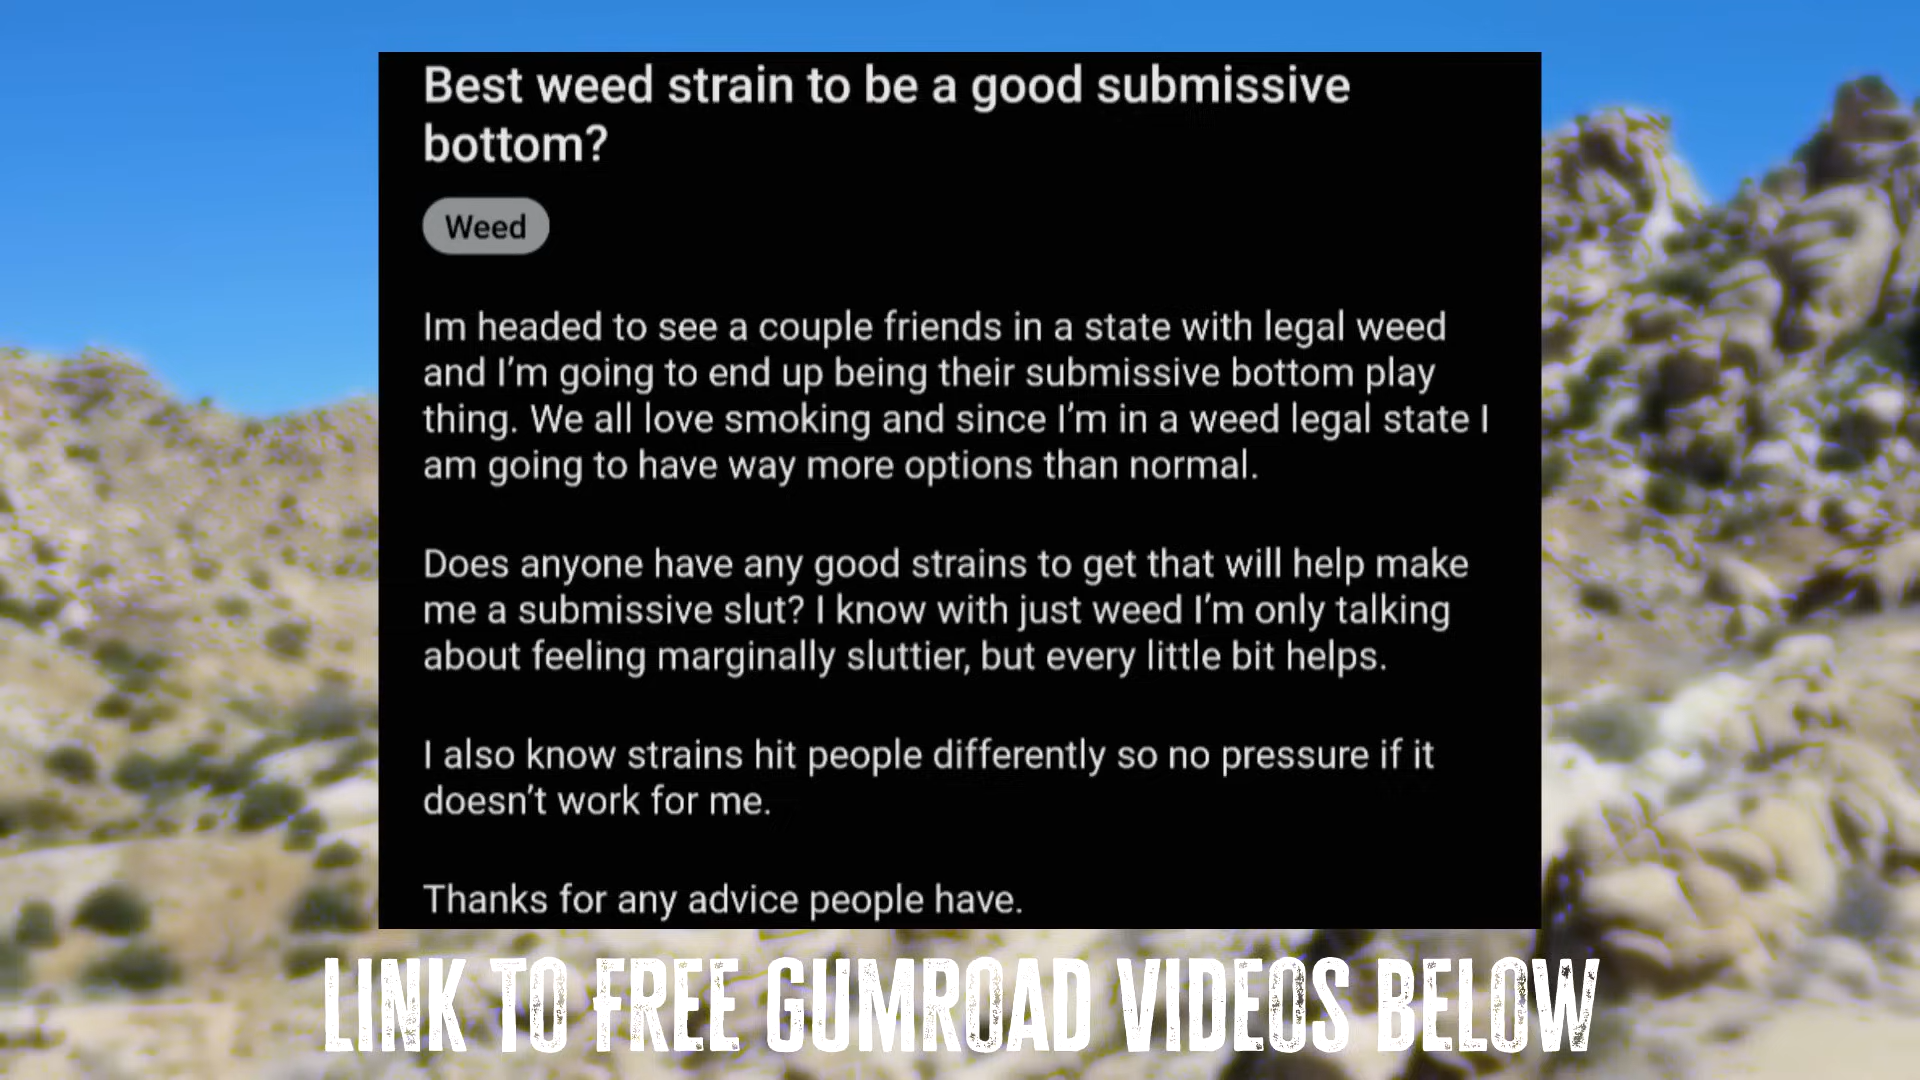 Best weed strain to be a good submissive
bottom?
Weed
Im headed to see a couple friends in a state with legal weed
and I’m going to end up being their submissive bottom play
thing. We all love smoking and since I’m in a weed legal state I
am going to have way more options than normal.
Does anyone have any good strains to get that will help make
me a submissive slut? I know with just weed I’m only talking
about feeling marginally sluttier, but every little bit helps.
I also know strains hit people differently so no pressure if it
doesn’t work for me.
Thanks for any advice people have.
LINK TO FREE GUMROAD VIDEOS BELOW